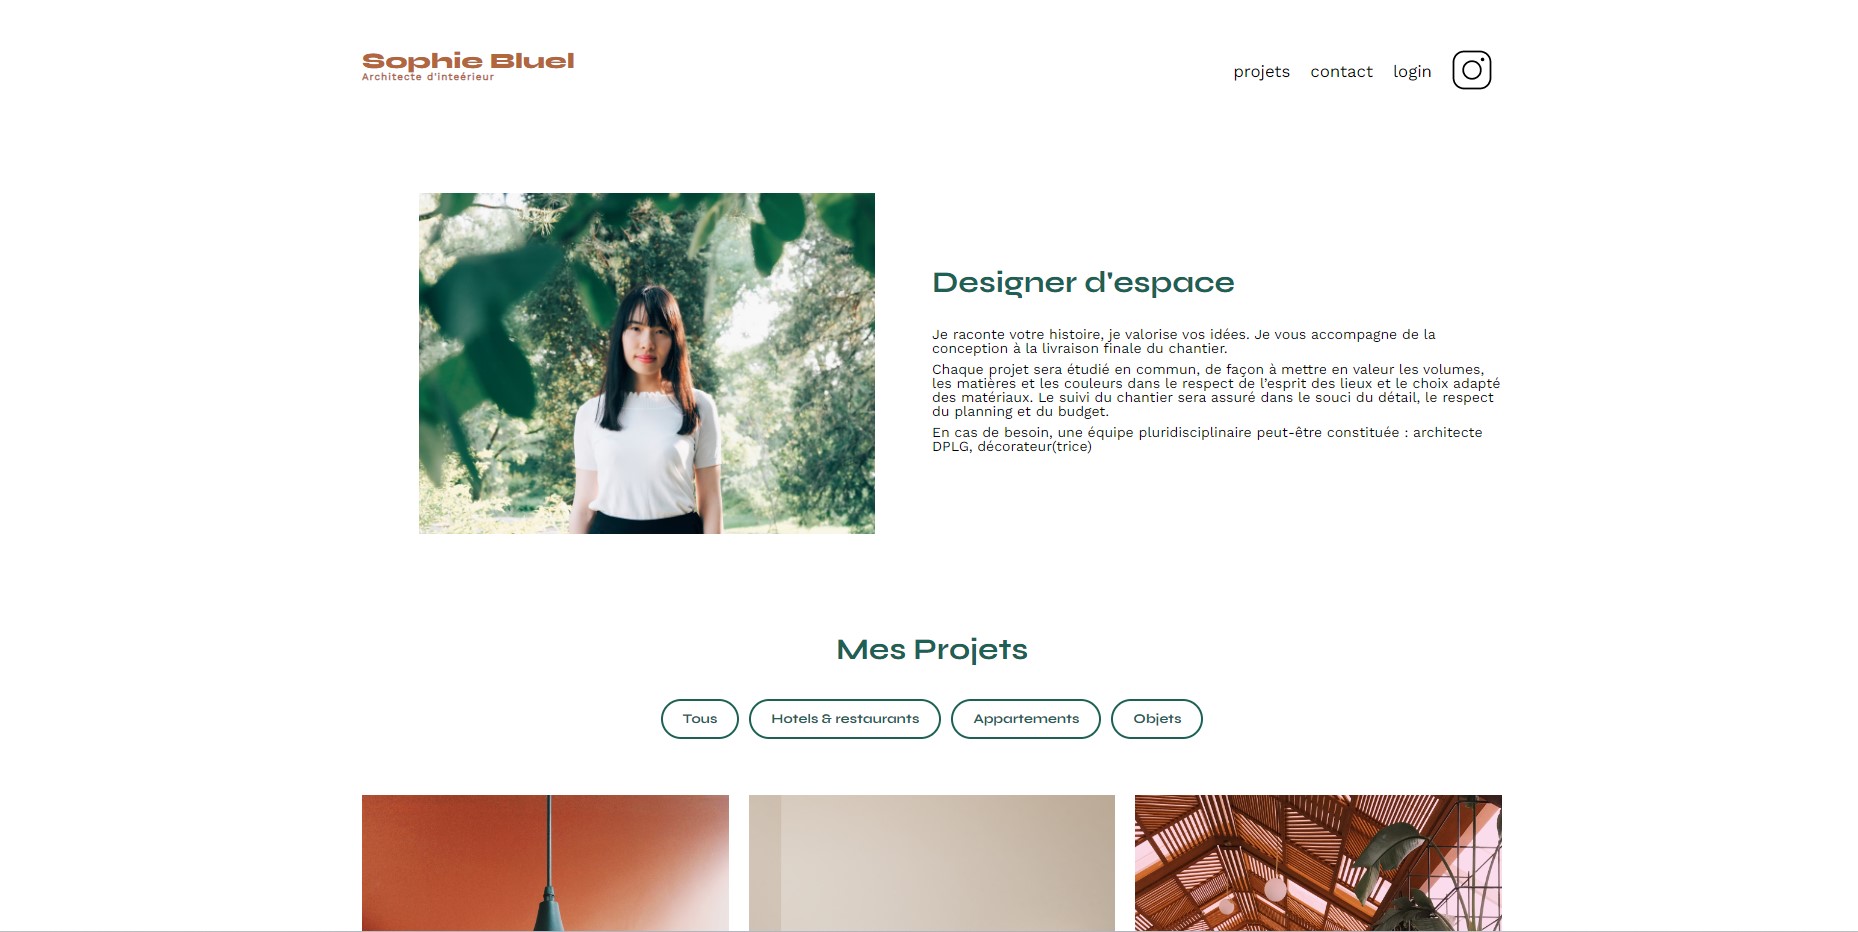 Sophie Bluel
Architecte d'inteérieur
projets contact login
Designer d'espace
Je raconte votre histoire, je valorise vos idées. Je vous accompagne de la
conception à la livraison finale du chantier.
Chaque projet sera étudié en commun, de façon à mettre en valeur les volumes,
les matières et les couleurs dans le respect de l’esprit des lieux et le choix adapté
des matériaux. Le suivi du chantier sera assuré dans le souci du détail, le respect
du planning et du budget.
En cas de besoin, une équipe pluridisciplinaire peut-être constituée : architecte
DPLG, décorateur(trice)
Mes Projets
Tous Hotels & restaurants Appartements Objets